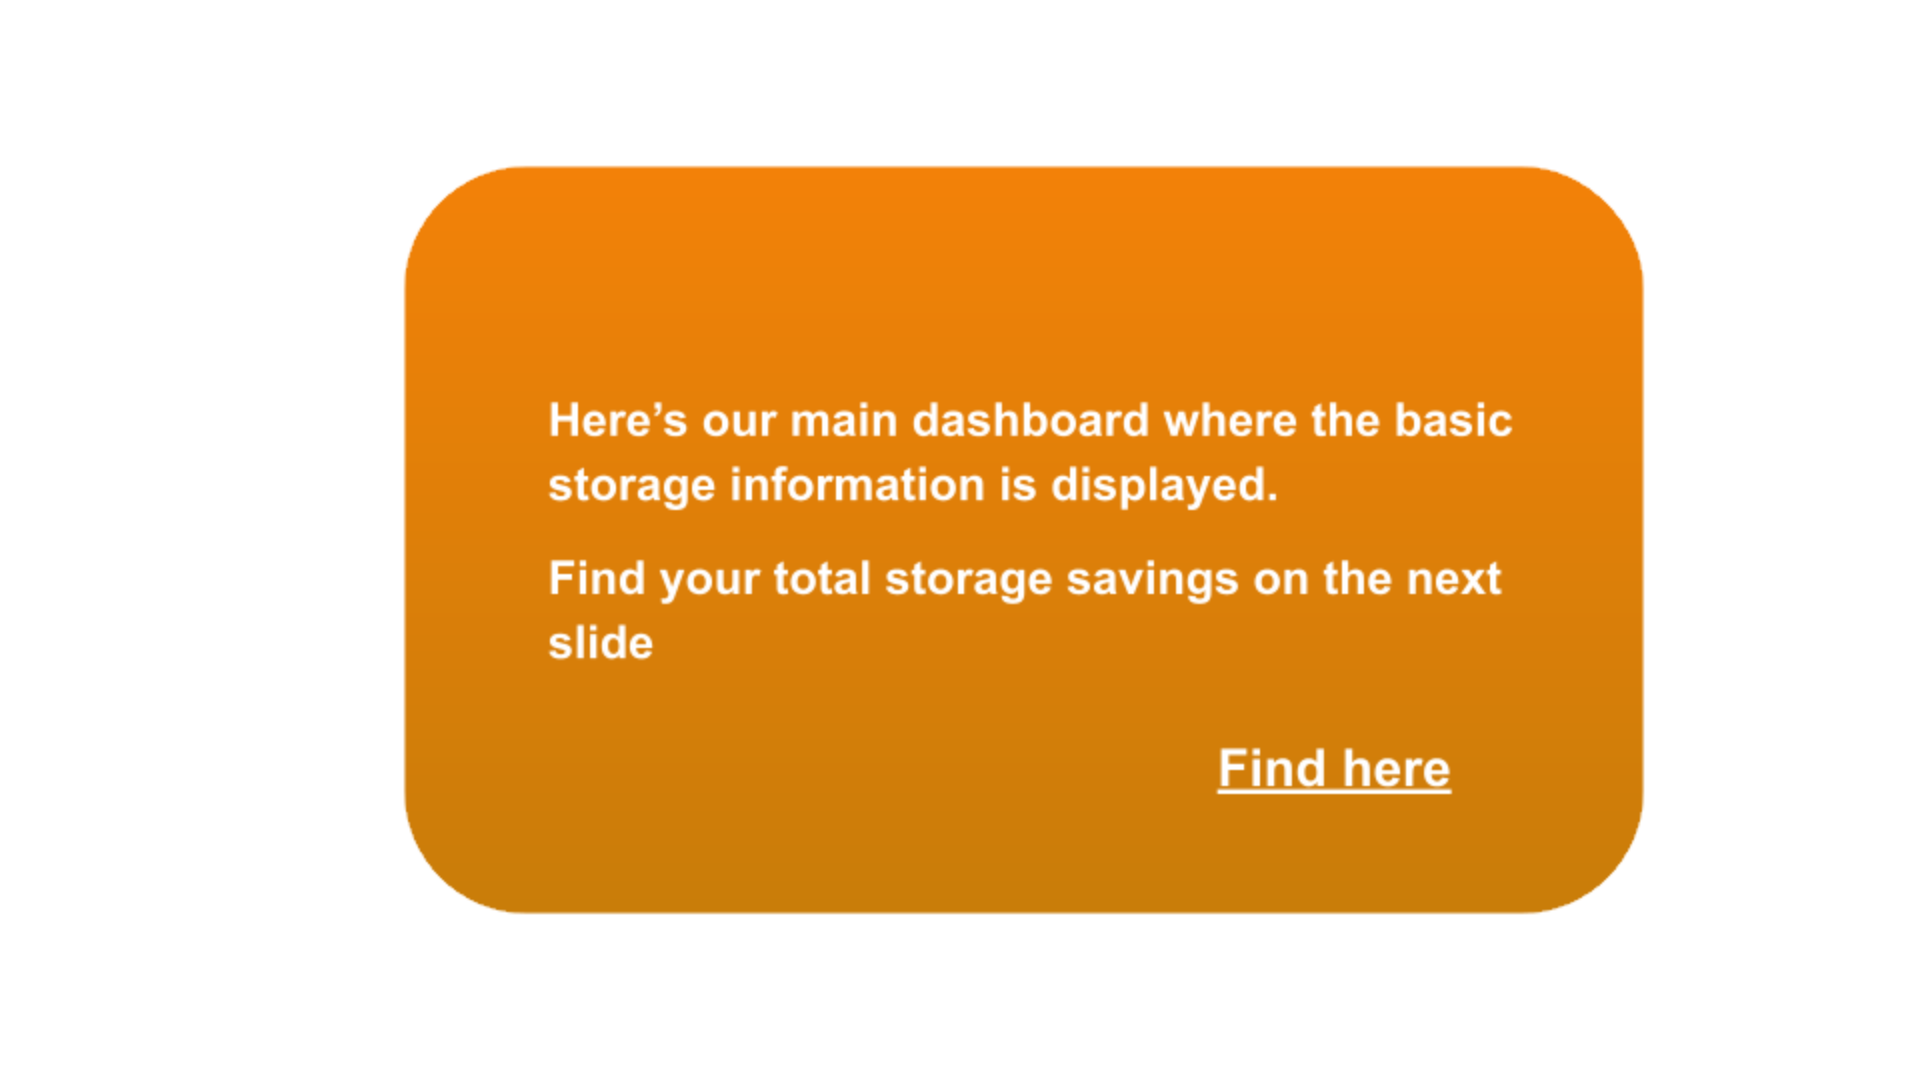 Here’s our main dashboard where the basic
storage information is displayed.
Find your total storage savings on the next
slide
Find here